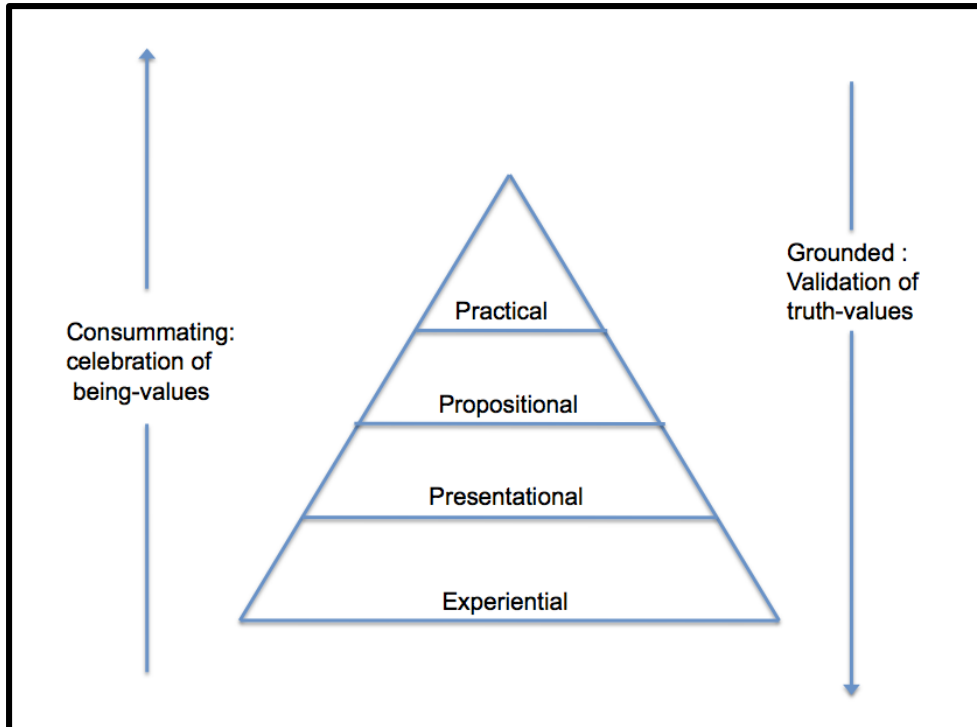 Consummating:
celebration of
being-values
Practical
Propositional
Presentational
Experiential
Grounded :
Validation of
truth-values